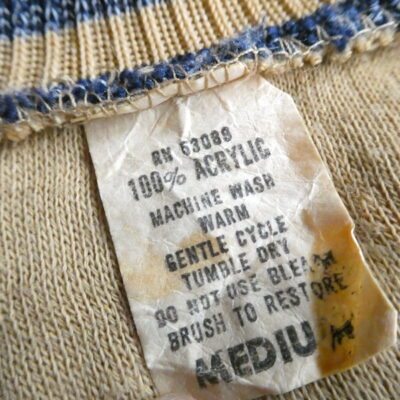 RN 53089
100% ACRYLIC
MACHINE WASH
WARM
GENTLE CYCLE
TUMBLE DRY
DO NOT USE BLEACH
BRUSH TO RESTORE
MEDIUM